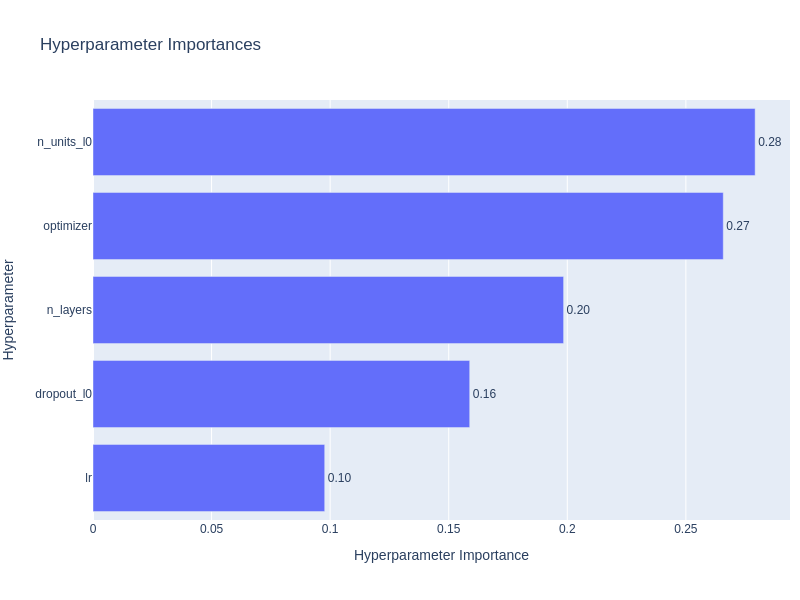 Hyperparameter Importances
Hyperparameter
n_units_l0
0.28
optimizer
0.27
n_layers
0.20
dropout_l0
0.16
lr
0.10
0
0.05
0.1
0.15
0.2
0.25
Hyperparameter Importance